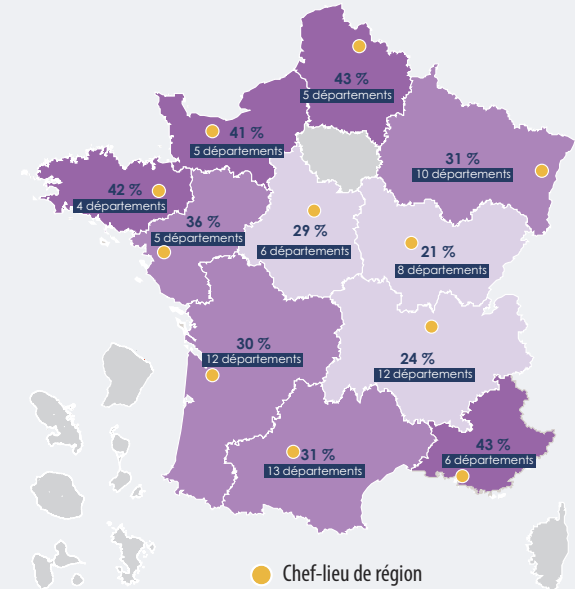 43 %
5 départements
41 %
5 départements
31 %
10 départements
42 %
4 départements
36 %
5 départements
29 %
6 départements
21 %
8 départements
30 %
12 départements
24 %
12 départements
43 %
6 départements
31 %
13 départements
Chef-lieu de région